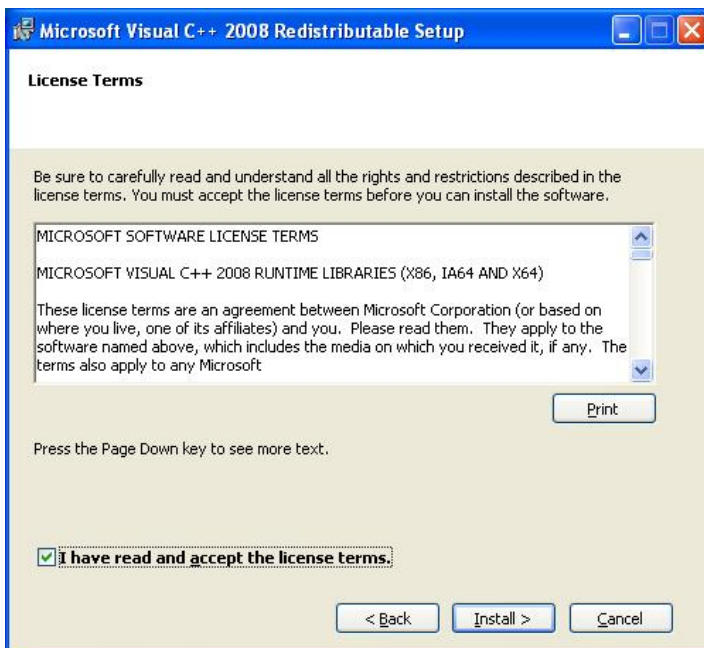 Microsoft Visual C++ 2008 Redistributable Setup
License Terms
Be sure to carefully read and understand all the rights and restrictions described in the
license terms. You must accept the license terms before you can install the software.
MICROSOFT SOFTWARE LICENSE TERMS
MICROSOFT VISUAL C++ 2008 RUNTIME LIBRARIES (X86, IA64 AND X64)
These license terms are an agreement between Microsoft Corporation (or based on
where you live, one of its affiliates) and you.  Please read them.  They apply to the
software named above, which includes the media on which you received it, if any.  The
terms also apply to any Microsoft
Print
Press the Page Down key to see more text.
I have read and accept the license terms.
< Back Install > Cancel